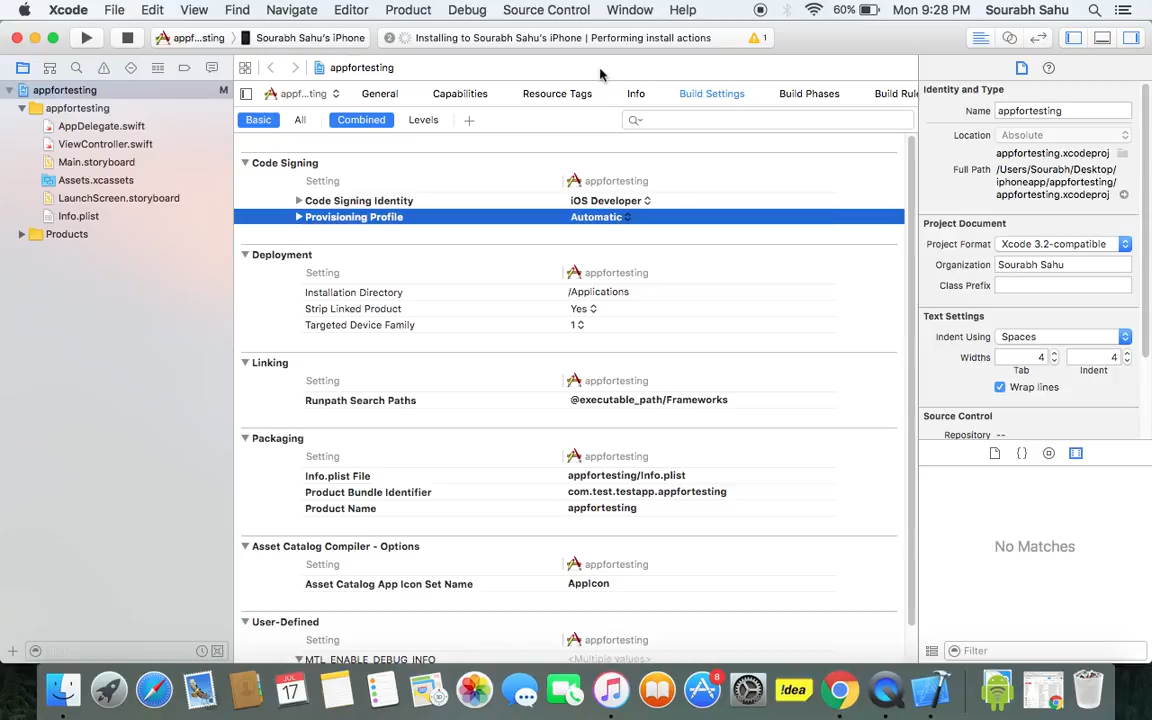 Xcode File Edit View Find Navigate Editor Product Debug Source Control Window Help 60% Mon 9:28 PM Sourabh Sahu
appf...ting Sourabh Sahu's iPhone Installing to Sourabh Sahu's iPhone | Performing install actions 1
appfortesting
appfortesting M
appfortesting
AppDelegate.swift
ViewController.swift
Main.storyboard
Assets.xcassets
LaunchScreen.storyboard
Info.plist
Products
appf...ting General Capabilities Resource Tags Info Build Settings Build Phases Build Rule
Basic All Combined Levels
Code Signing
Setting appfortesting
Code Signing Identity iOS Developer
Provisioning Profile Automatic
Deployment
Setting appfortesting
Installation Directory /Applications
Strip Linked Product Yes
Targeted Device Family 1
Linking
Setting appfortesting
Runpath Search Paths @executable_path/Frameworks
Packaging
Setting appfortesting
Info.plist File appfortesting/Info.plist
Product Bundle Identifier com.test.testapp.appfortesting
Product Name appfortesting
Asset Catalog Compiler - Options
Setting appfortesting
Asset Catalog App Icon Set Name AppIcon
User-Defined
Setting appfortesting
MTL_ENABLE_DEBUG_INFO <Multiple values>
Identity and Type
Name appfortesting
Location Absolute
appfortesting.xcodeproj
Full Path /Users/Sourabh/Desktop/
iphoneapp/appfortesting/
appfortesting.xcodeproj
Project Document
Project Format Xcode 3.2-compatible
Organization Sourabh Sahu
Class Prefix
Text Settings
Indent Using Spaces
Widths 4 4
Tab Indent
Wrap lines
Source Control
Repository --
No Matches
Filter
JUL
17
!dea
8